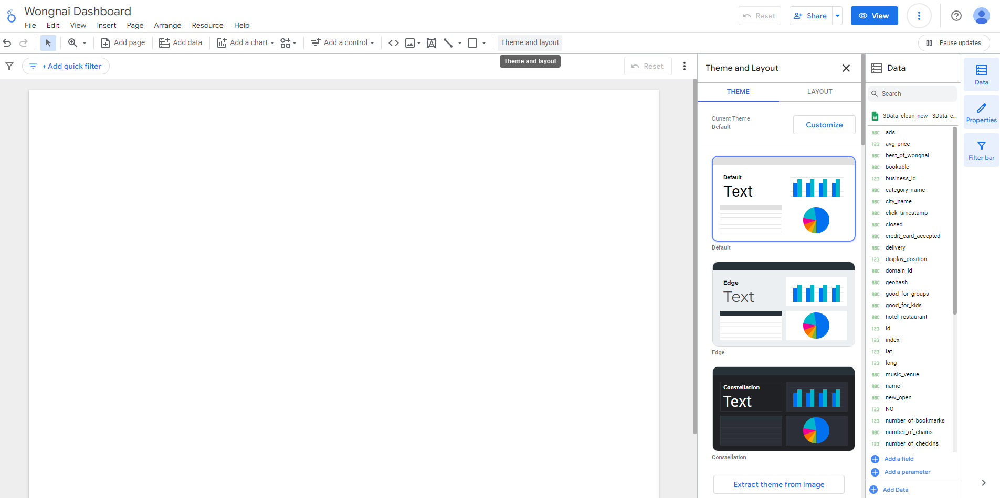 Wongnai Dashboard
File Edit View Insert Page Arrange Resource Help
Reset Share View
Add page Add data Add a chart Add a control Theme and layout Pause updates
+ Add quick filter
Theme and layout
Reset
Theme and Layout
THEME LAYOUT
Current Theme
Default
Customize
Default
Text
Default
Edge
Text
Edge
Constellation
Text
Constellation
Extract theme from image
Data
Search
3Data_clean_new - 3Data_c...
ABC ads
123 avg_price
ABC best_of_wongnai
ABC bookable
123 business_id
ABC category_name
ABC city_name
ABC click_timestamp
ABC closed
ABC credit_card_accepted
ABC delivery
123 display_position
ABC domain_id
ABC geohash
ABC good_for_groups
ABC good_for_kids
ABC hotel_restaurant
123 id
123 index
123 lat
123 long
ABC music_venue
ABC name
ABC new_open
123 NO
123 number_of_bookmarks
ABC number_of_chains
123 number_of_checkins
Add a field
Add a parameter
Add Data
Data
Properties
Filter bar